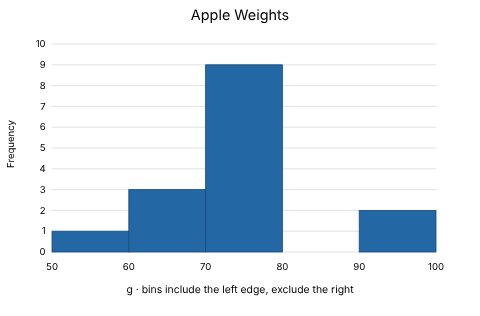 Apple Weights
Frequency
10
9
8
7
6
5
4
3
2
1
0
50 60 70 80 90 100
g · bins include the left edge, exclude the right